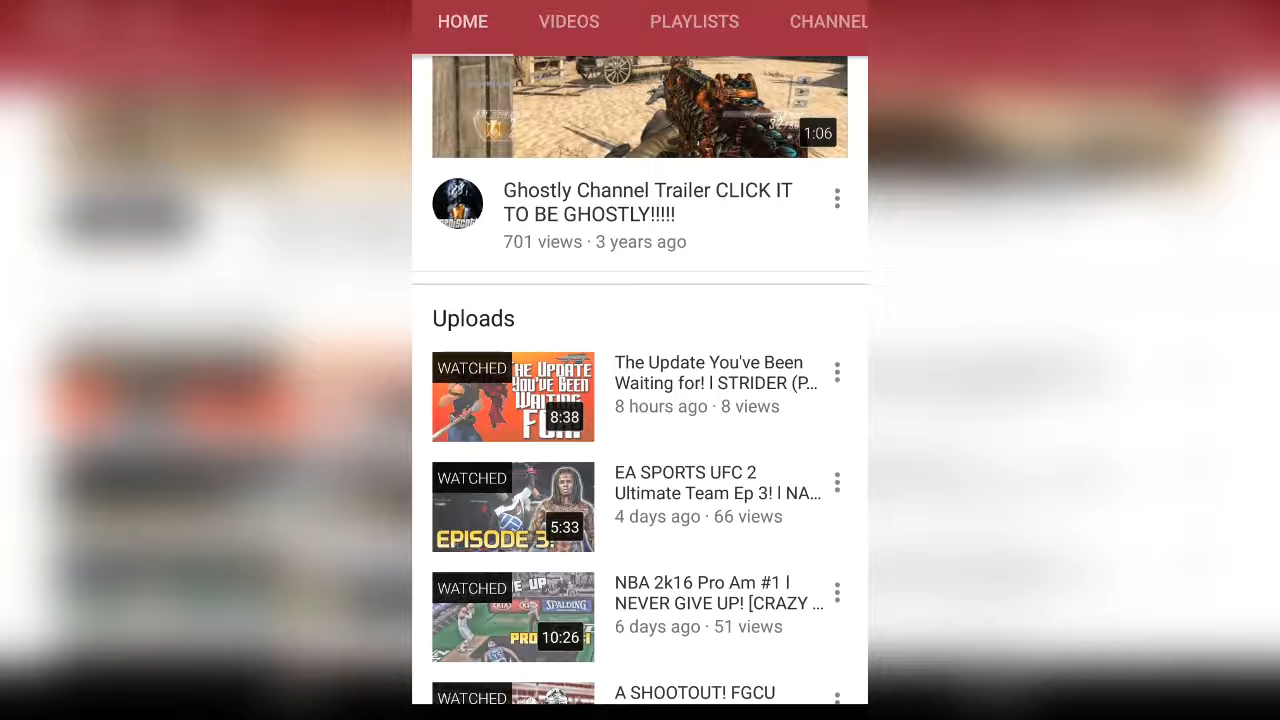 HOME VIDEOS PLAYLISTS CHANNEL
1:06
Ghostly Channel Trailer CLICK IT
TO BE GHOSTLY!!!!!
701 views · 3 years ago
Uploads
WATCHED
HE UPDATE
YOU'VE BEEN
WAITING
FOR!
8:38
The Update You've Been
Waiting for! l STRIDER (P...
8 hours ago · 8 views
WATCHED
EPISODE 3!
5:33
EA SPORTS UFC 2
Ultimate Team Ep 3! l NA...
4 days ago · 66 views
WATCHED
E UP
KIA
SPALDING
PRO
10:26
NBA 2k16 Pro Am #1 l
NEVER GIVE UP! [CRAZY ...
6 days ago · 51 views
WATCHED
A SHOOTOUT! FGCU